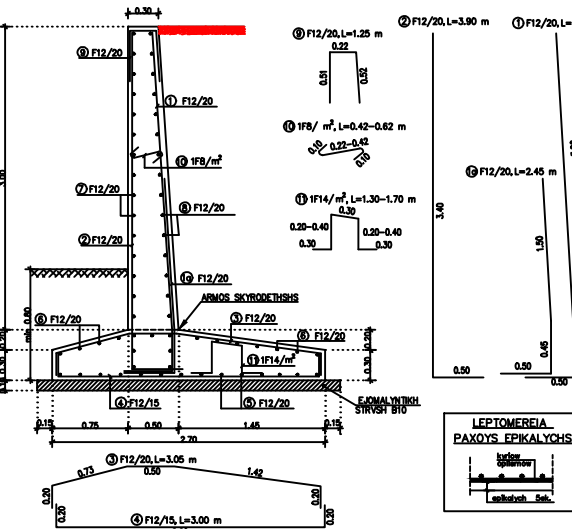 0.30
⑨ F12/20
① F12/20
⑩ 1F8/m²
⑦ F12/20
⑧ F12/20
② F12/20
1α F12/20
ARMOS SKYRODETHSHS
3.00
0.80
⑥ F12/20
③ F12/20
⑥ F12/20
⑪ 1F14/m²
0.20
0.30
0.20
0.30
④ F12/15
⑤ F12/20
EJOMALYNTIKH
STRVSH B10
0.15
0.75
0.50
1.45
0.15
2.70
③ F12/20, L=3.05 m
0.73
0.50
1.42
0.20
0.20
④ F12/15, L=3.00 m
0.20
0.20
⑨ F12/20, L=1.25 m
0.22
0.51
0.52
⑩ 1F8/ m², L=0.42-0.62 m
0.10
0.22-0.42
0.10
⑪ 1F14/m², L=1.30-1.70 m
0.30
0.20-0.40
0.20-0.40
0.30
0.30
② F12/20, L=3.90 m
3.40
0.50
① F12/20, L=
1α F12/20, L=2.45 m
1.50
0.45
0.50
0.50
LEPTOMEREIA
PAXOYS EPIKALYCHS
kyriow
oplismow
epikalych 5ek.